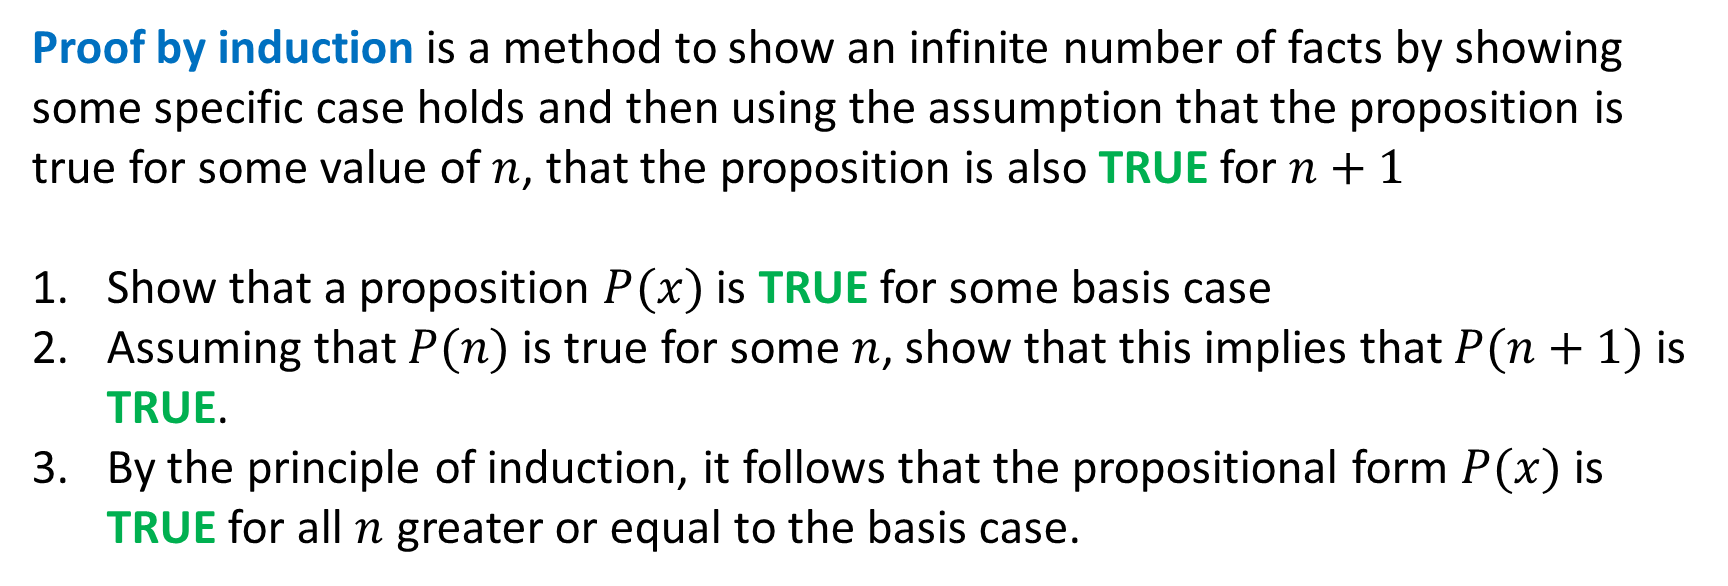 Proof by induction is a method to show an infinite number of facts by showing
some specific case holds and then using the assumption that the proposition is
true for some value of n, that the proposition is also TRUE for n + 1
1. Show that a proposition P(x) is TRUE for some basis case
2. Assuming that P(n) is true for some n, show that this implies that P(n + 1) is
TRUE.
3. By the principle of induction, it follows that the propositional form P(x) is
TRUE for all n greater or equal to the basis case.